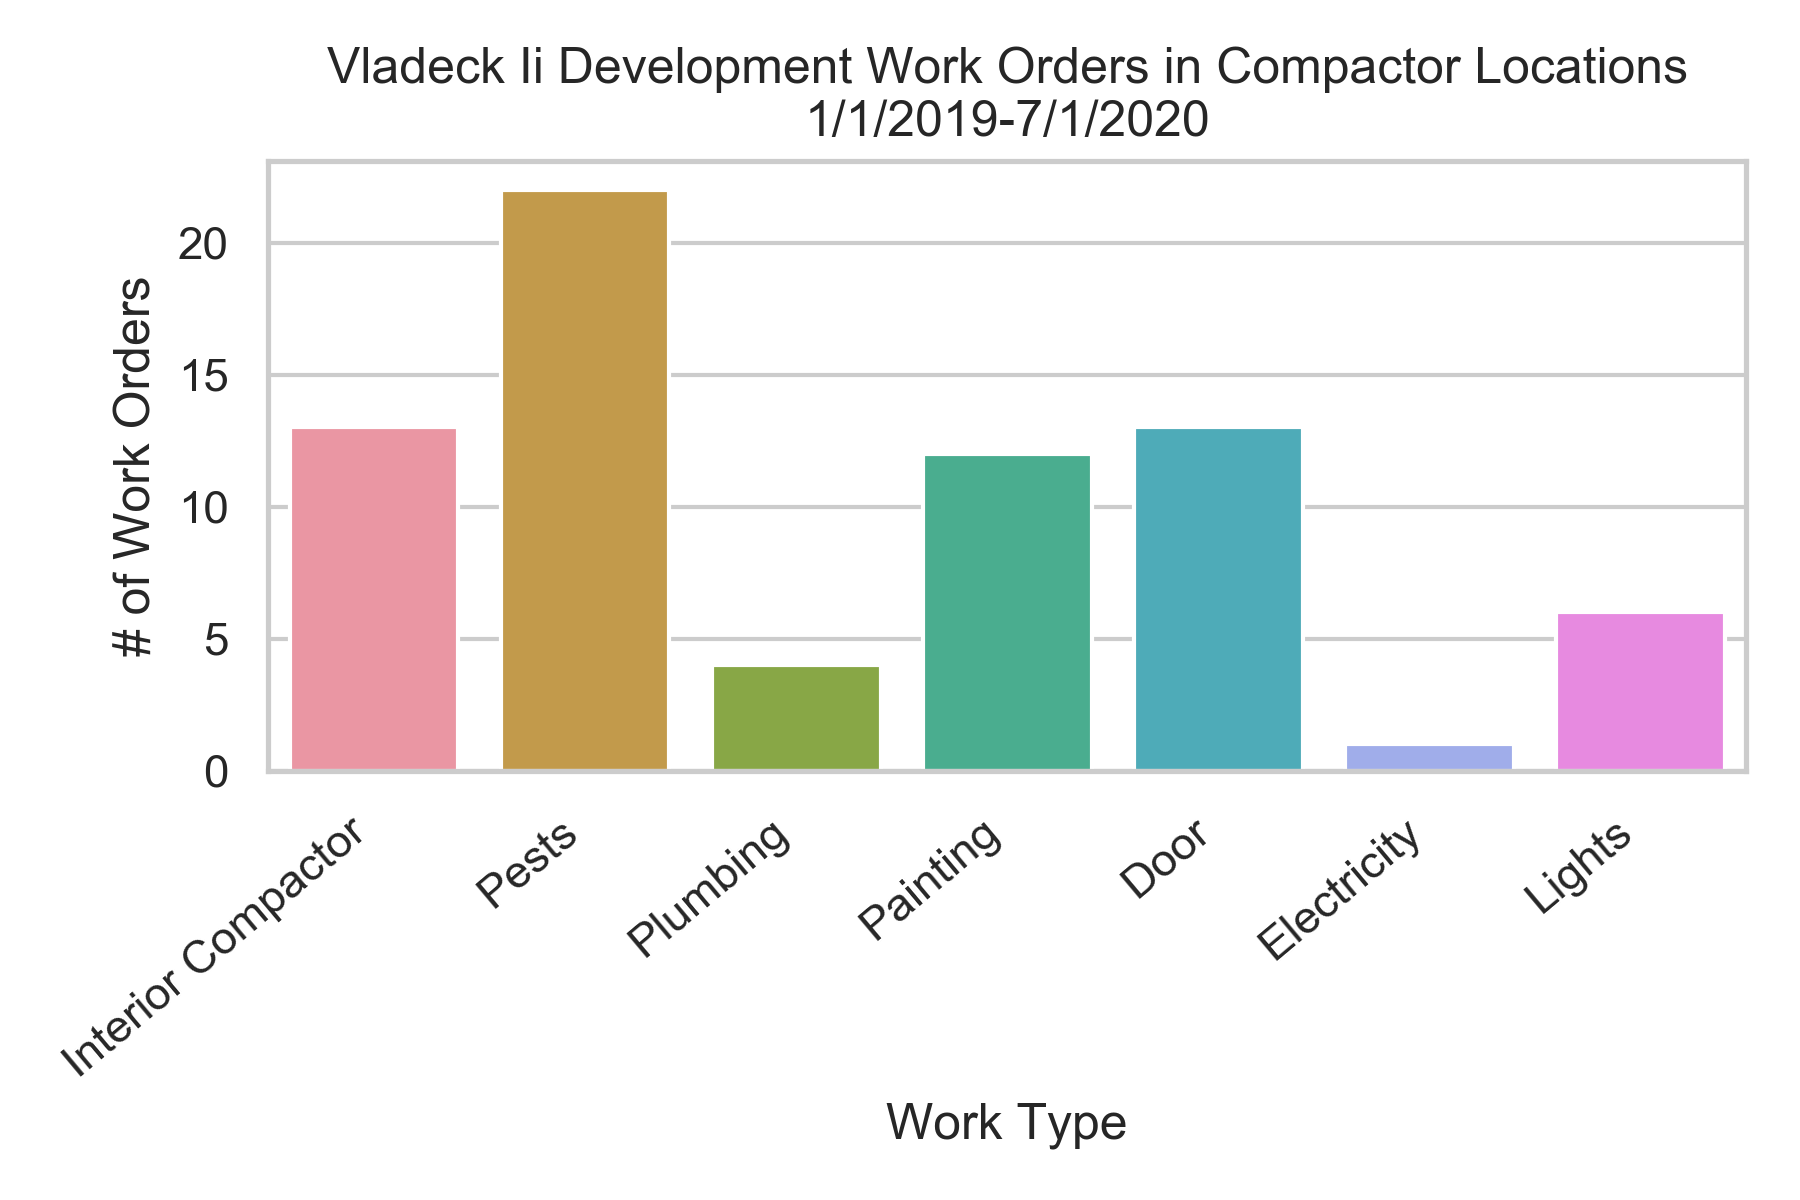 Vladeck Ii Development Work Orders in Compactor Locations
1/1/2019-7/1/2020
# of Work Orders
20
15
10
5
0
Interior Compactor
Pests
Plumbing
Painting
Door
Electricity
Lights
Work Type